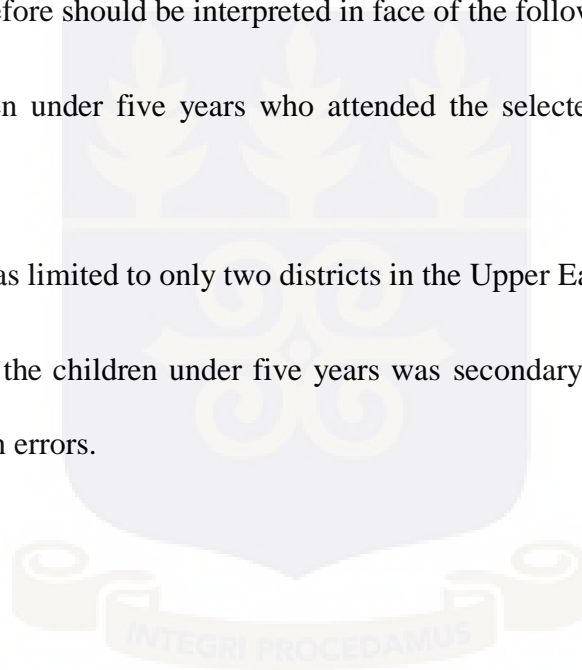 efore should be interpreted in face of the follow
n under five years who attended the selecte
as limited to only two districts in the Upper Ea
the children under five years was secondary
n errors.
INTEGRI PROCEDAMUS